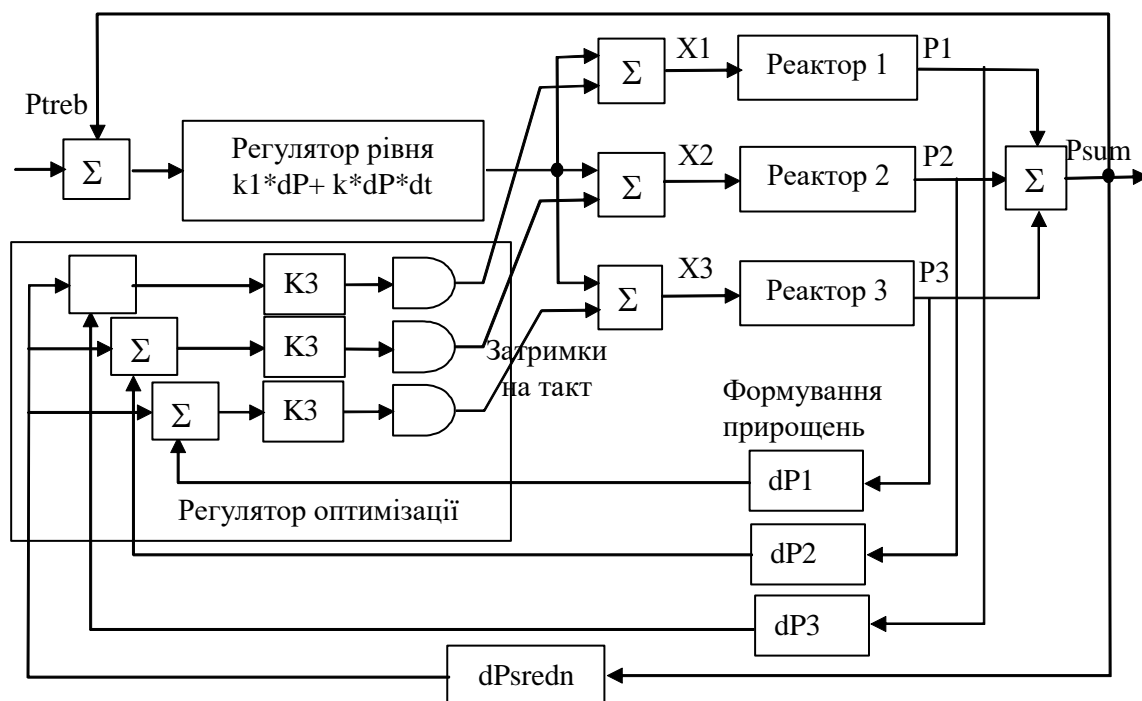 X1
P1
Σ
Реактор 1
Ptreb
Σ
Регулятор рівня
k1*dP+ k*dP*dt
X2
P2
Σ
Реактор 2
Psum
Σ
X3
P3
Σ
Реактор 3
K3
Σ
K3
Σ
K3
Затримки
на такт
Формування
прирощень
dP1
Регулятор оптимізації
dP2
dP3
dPsredn